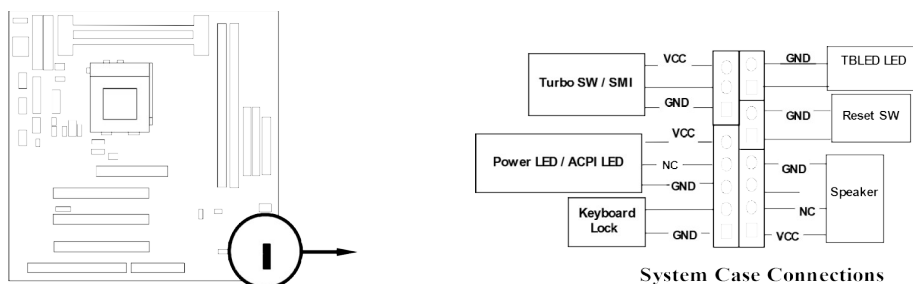 VCC
Turbo SW / SMI
GND
VCC
Power LED / ACPI LED
NC
GND
Keyboard
Lock
GND
GND
TBLED LED
GND
Reset SW
GND
Speaker
NC
VCC
System Case Connections